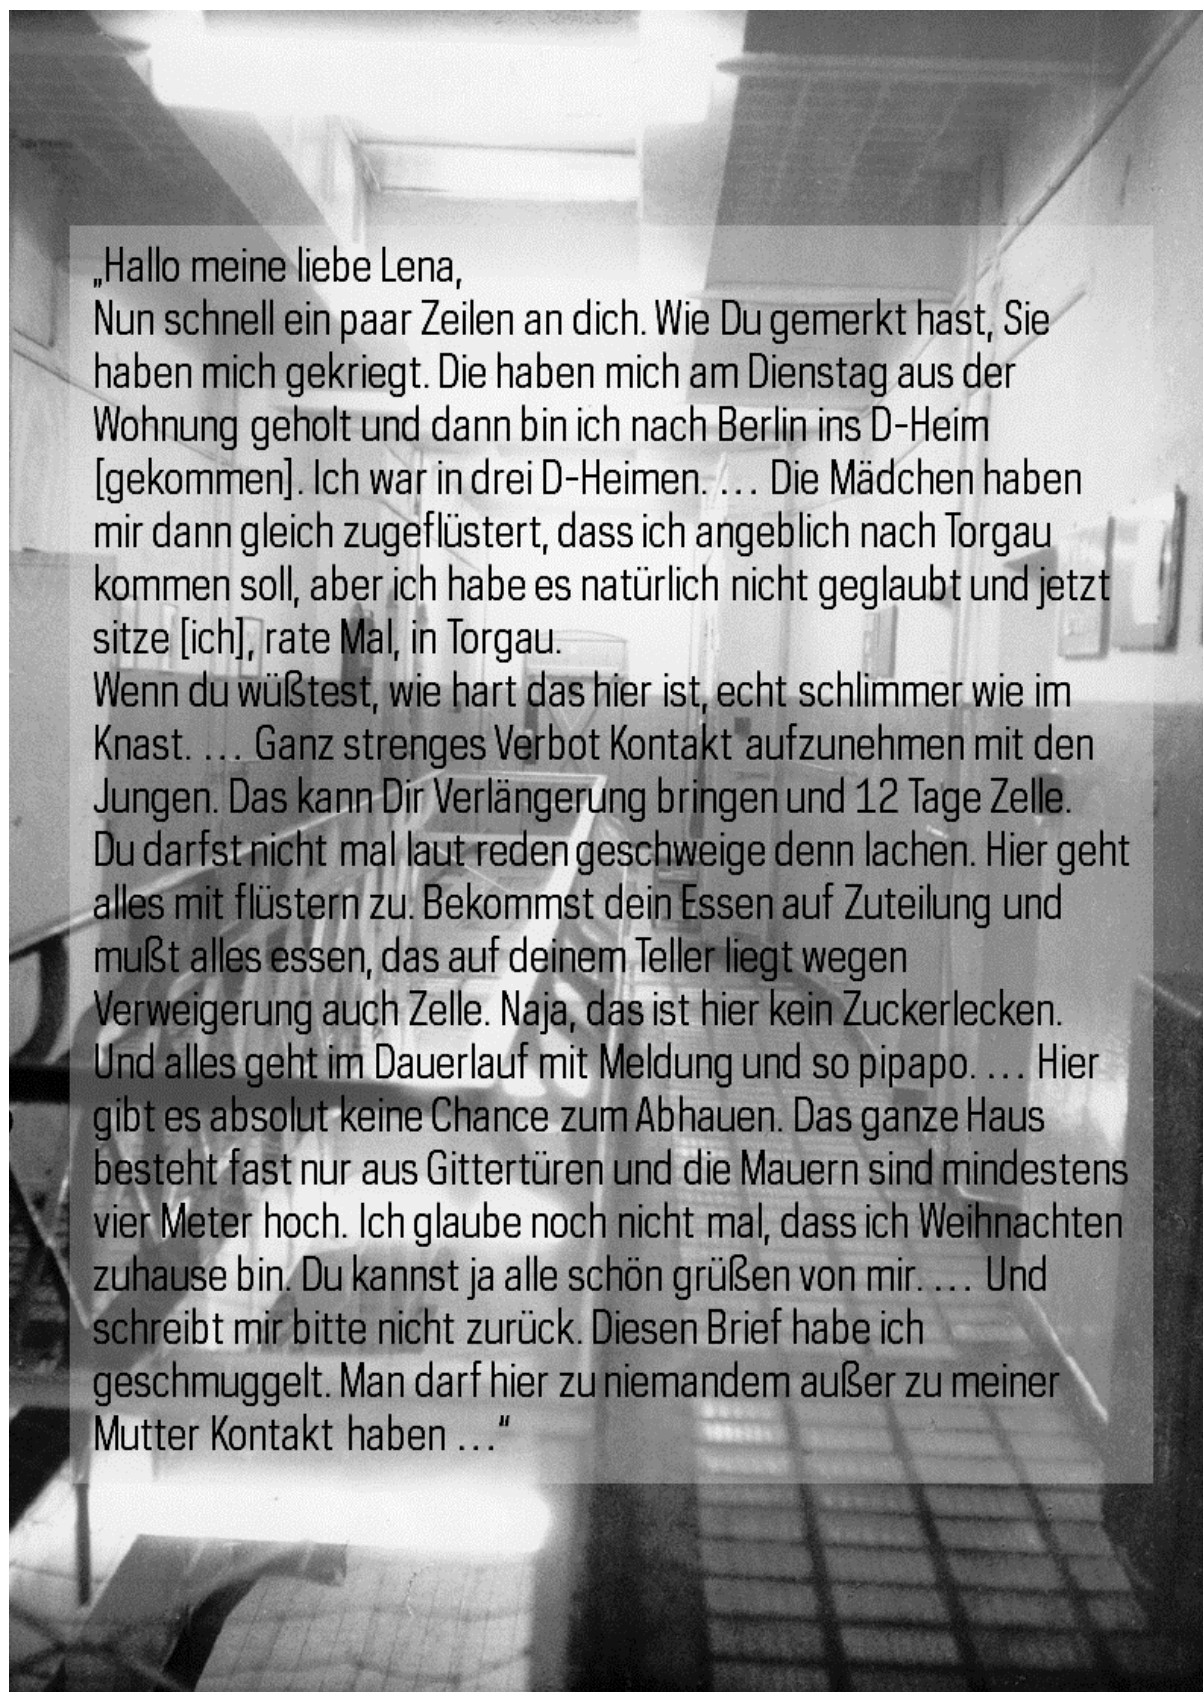 „Hallo meine liebe Lena,
Nun schnell ein paar Zeilen an dich. Wie Du gemerkt hast, Sie
haben mich gekriegt. Die haben mich am Dienstag aus der
Wohnung geholt und dann bin ich nach Berlin ins D-Heim
[gekommen]. Ich war in drei D-Heimen. … Die Mädchen haben
mir dann gleich zugeflüstert, dass ich angeblich nach Torgau
kommen soll, aber ich habe es natürlich nicht geglaubt und jetzt
sitze [ich], rate Mal, in Torgau.
Wenn du wüßtest, wie hart das hier ist, echt schlimmer wie im
Knast. … Ganz strenges Verbot Kontakt aufzunehmen mit den
Jungen. Das kann Dir Verlängerung bringen und 12 Tage Zelle.
Du darfst nicht mal laut reden geschweige denn lachen. Hier geht
alles mit flüstern zu. Bekommst dein Essen auf Zuteilung und
mußt alles essen, das auf deinem Teller liegt wegen
Verweigerung auch Zelle. Naja, das ist hier kein Zuckerlecken.
Und alles geht im Dauerlauf mit Meldung und so pipapo. … Hier
gibt es absolut keine Chance zum Abhauen. Das ganze Haus
besteht fast nur aus Gittertüren und die Mauern sind mindestens
vier Meter hoch. Ich glaube noch nicht mal, dass ich Weihnachten
zuhause bin. Du kannst ja alle schön grüßen von mir. … Und
schreibt mir bitte nicht zurück. Diesen Brief habe ich
geschmuggelt. Man darf hier zu niemandem außer zu meiner
Mutter Kontakt haben …“